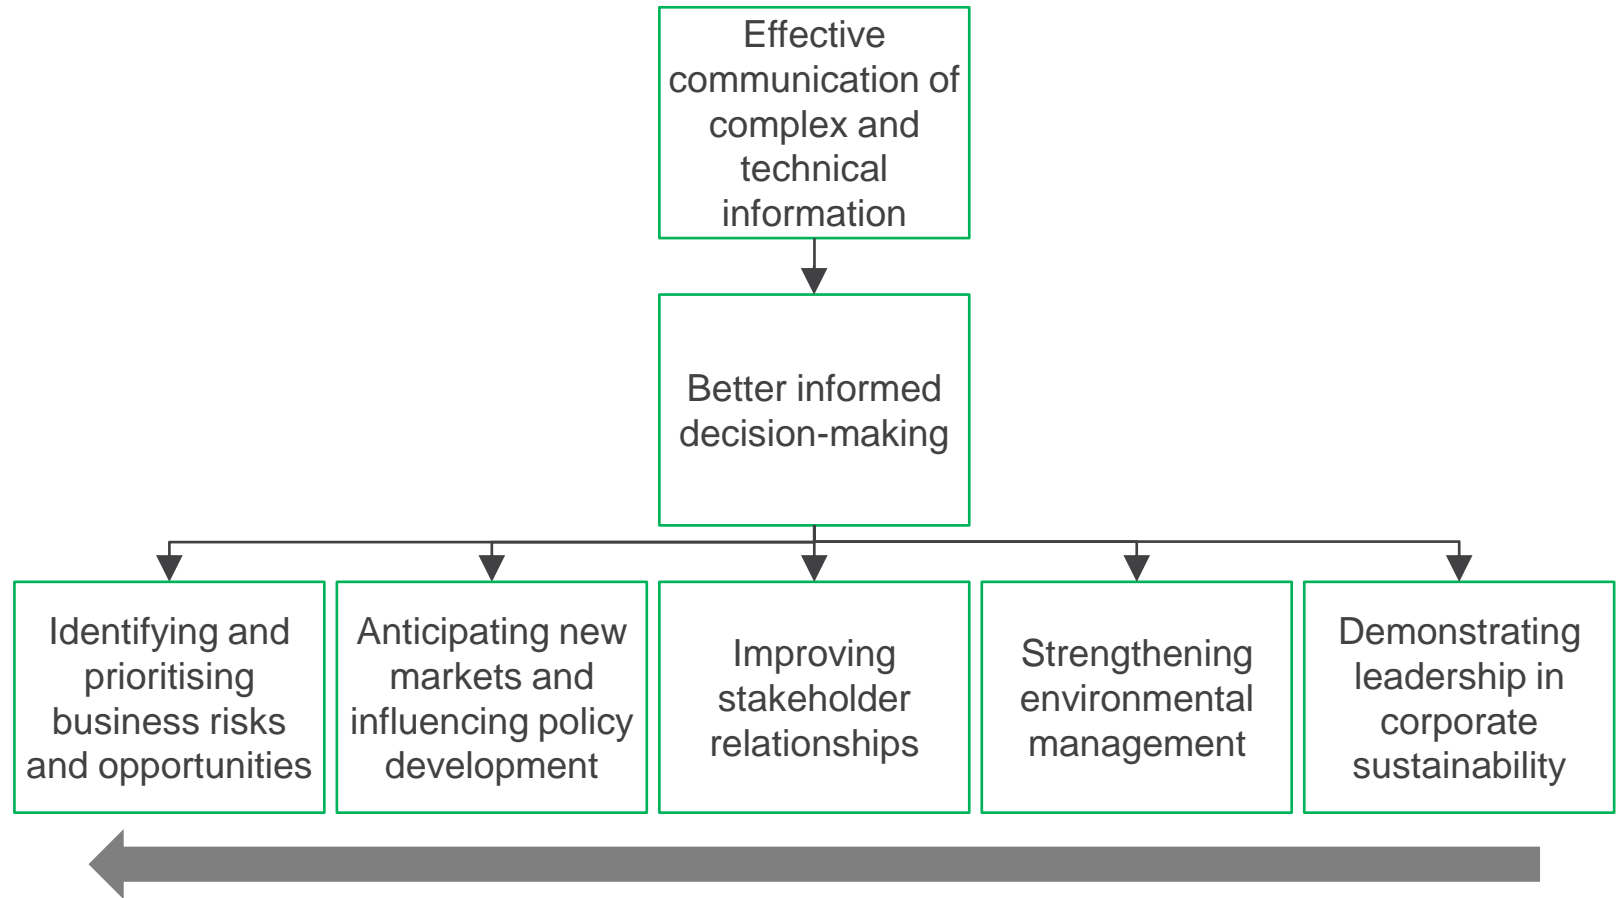 Effective
communication of
complex and
technical
information
Better informed
decision-making
Identifying and
prioritising
business risks
and opportunities
Anticipating new
markets and
influencing policy
development
Improving
stakeholder
relationships
Strengthening
environmental
management
Demonstrating
leadership in
corporate
sustainability